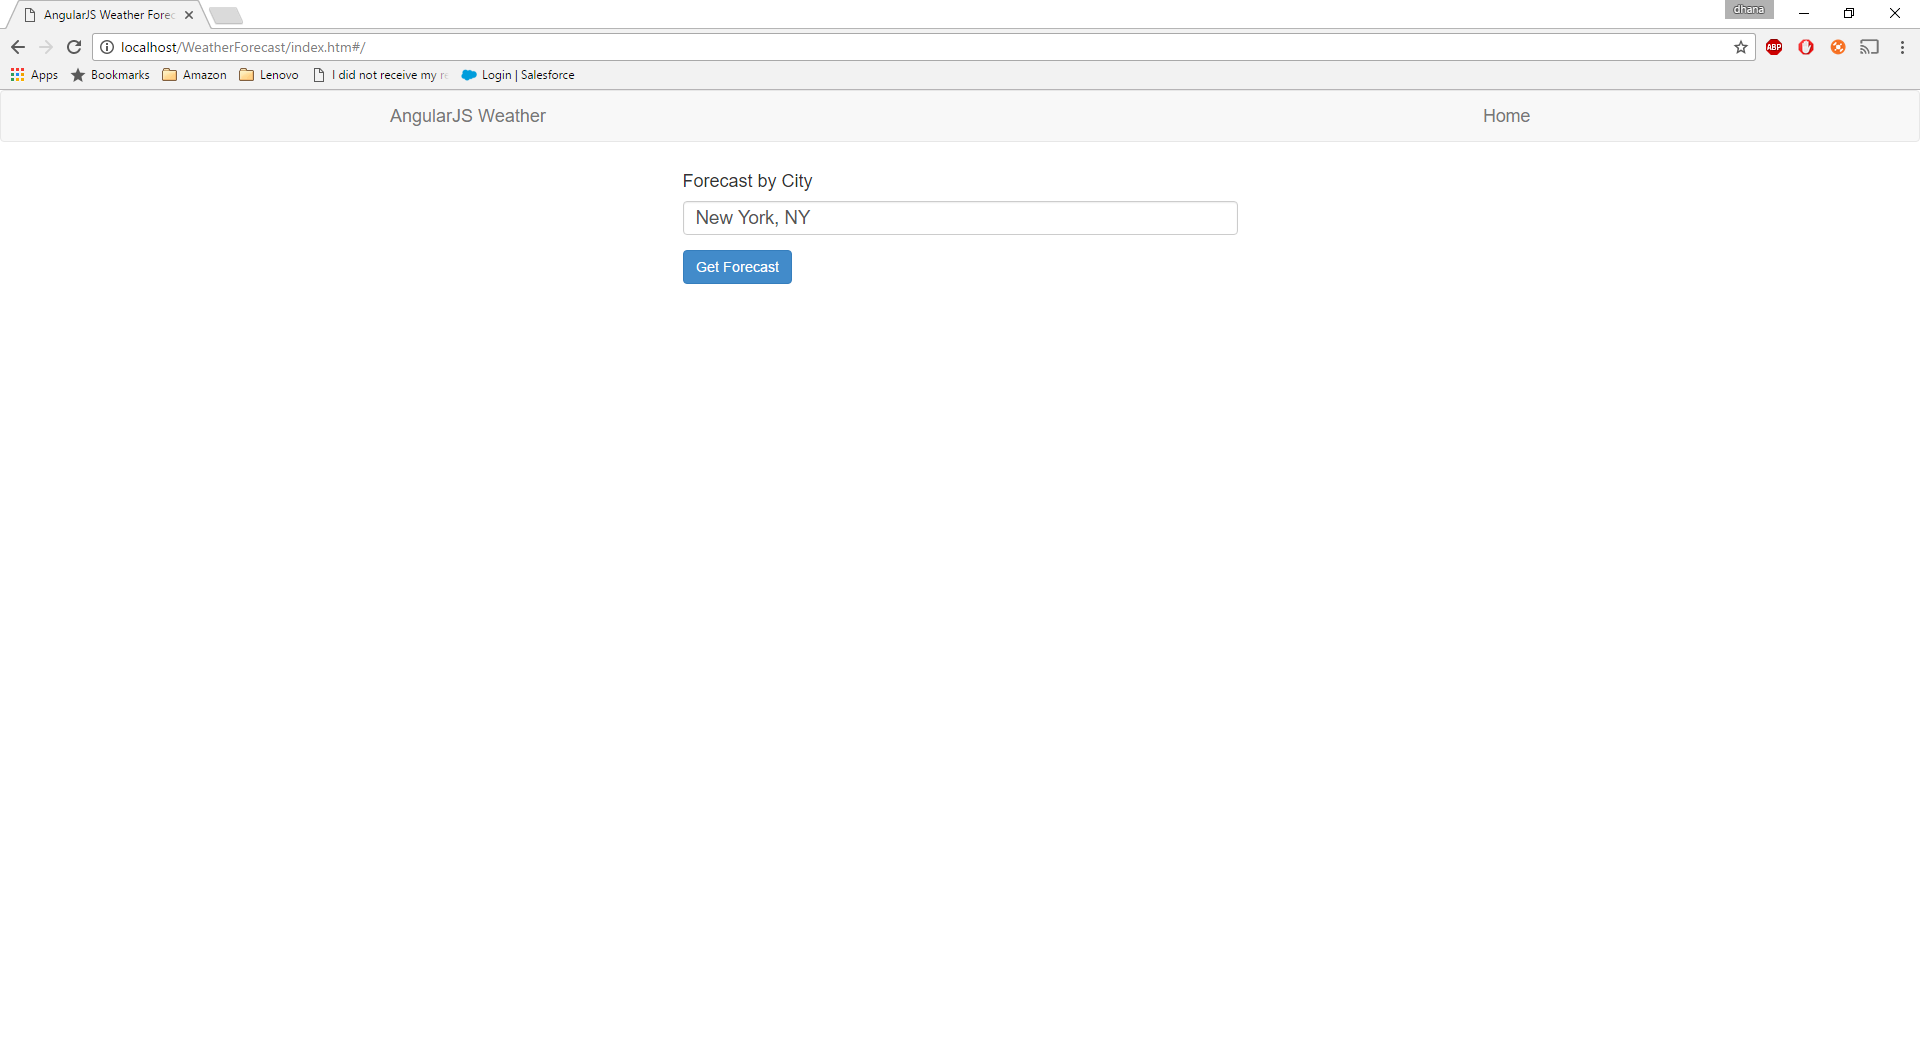 AngularJS Weather Forec
dhana
localhost/WeatherForecast/index.htm#/
ABP
Apps Bookmarks Amazon Lenovo I did not receive my re Login | Salesforce
AngularJS Weather Home
Forecast by City
New York, NY
Get Forecast